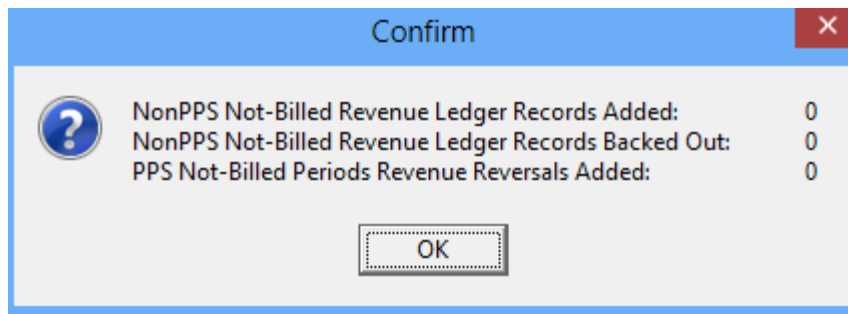 Confirm
NonPPS Not-Billed Revenue Ledger Records Added: 0
NonPPS Not-Billed Revenue Ledger Records Backed Out: 0
PPS Not-Billed Periods Revenue Reversals Added: 0
OK